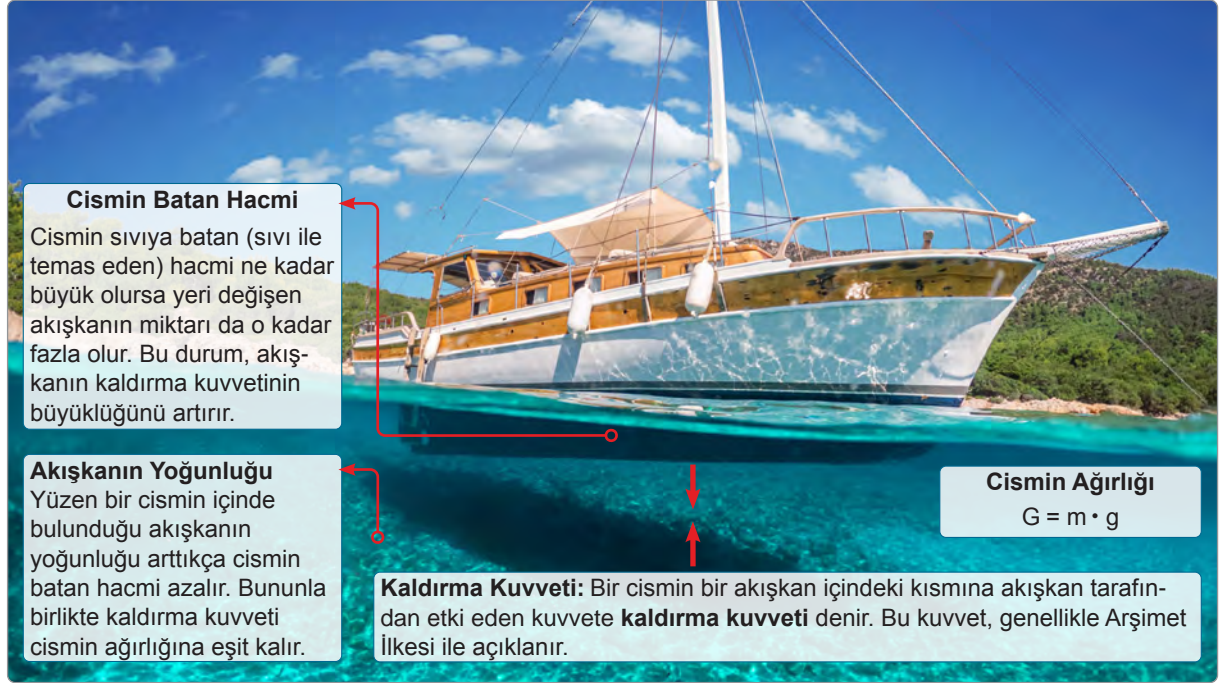 Cismin Batan Hacmi
Cismin sıvıya batan (sıvı ile
temas eden) hacmi ne kadar
büyük olursa yeri değişen
akışkanın miktarı da o kadar
fazla olur. Bu durum, akış-
kanın kaldırma kuvvetinin
büyüklüğünü artırır.
Akışkanın Yoğunluğu
Yüzen bir cismin içinde
bulunduğu akışkanın
yoğunluğu arttıkça cismin
batan hacmi azalır. Bununla
birlikte kaldırma kuvveti
cismin ağırlığına eşit kalır.
Cismin Ağırlığı
G = m · g
Kaldırma Kuvveti: Bir cismin bir akışkan içindeki kısmına akışkan tarafın-
dan etki eden kuvvete kaldırma kuvveti denir. Bu kuvvet, genellikle Arşimet
İlkesi ile açıklanır.